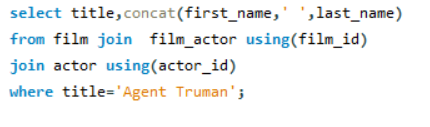 select title,concat(first_name,' ',last_name)
from film join  film_actor using(film_id)
join actor using(actor_id)
where title='Agent Truman';